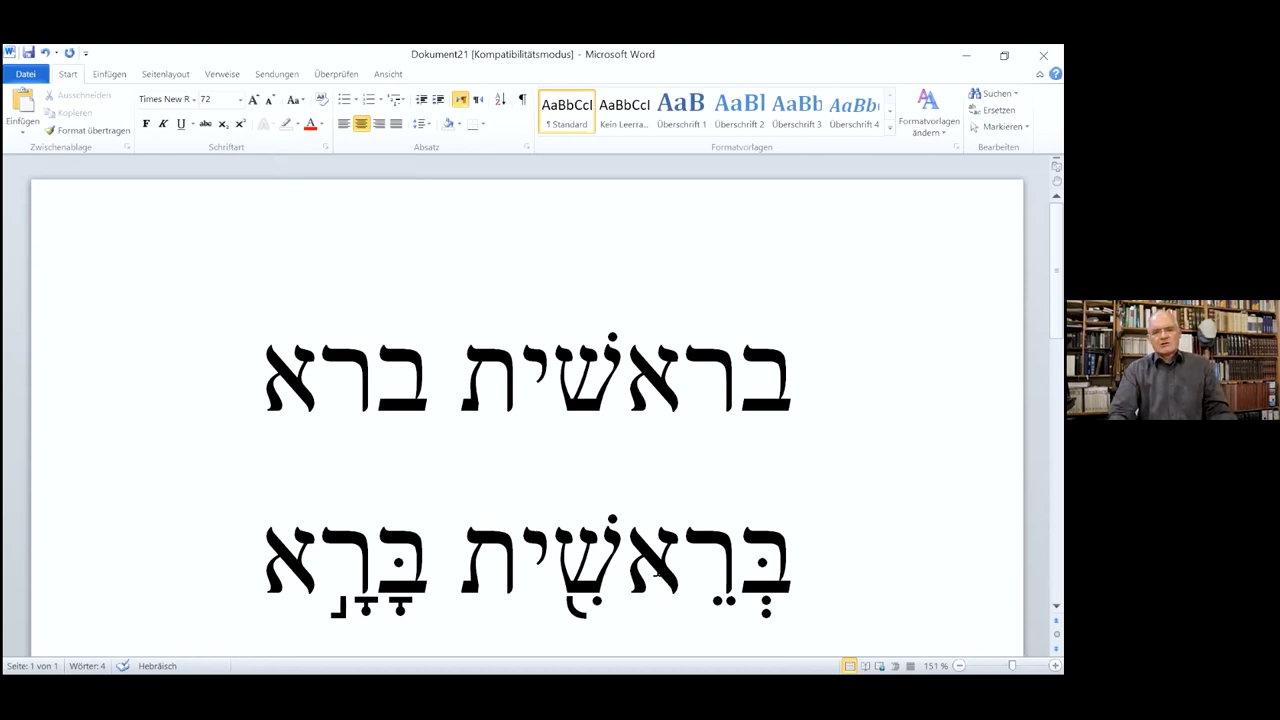 Dokument21 [Kompatibilitätsmodus] - Microsoft Word
Datei Start Einfügen Seitenlayout Verweise Sendungen Überprüfen Ansicht
Einfügen
Ausschneiden
Kopieren
Format übertragen
Zwischenablage
Times New R 72
Schriftart
Absatz
AaBbCcI AaBbCcI AaB AaBl AaBb AaBb(
¶ Standard Kein Leerra... Überschrift 1 Überschrift 2 Überschrift 3 Überschrift 4
Formatvorlagen ändern
Formatvorlagen
Suchen
Ersetzen
Markieren
Bearbeiten
בראשׁית ברא
בְּרֵאשִׁ֖ית בָּרָ֣א
Seite: 1 von 1 Wörter: 4 Hebräisch 151 %